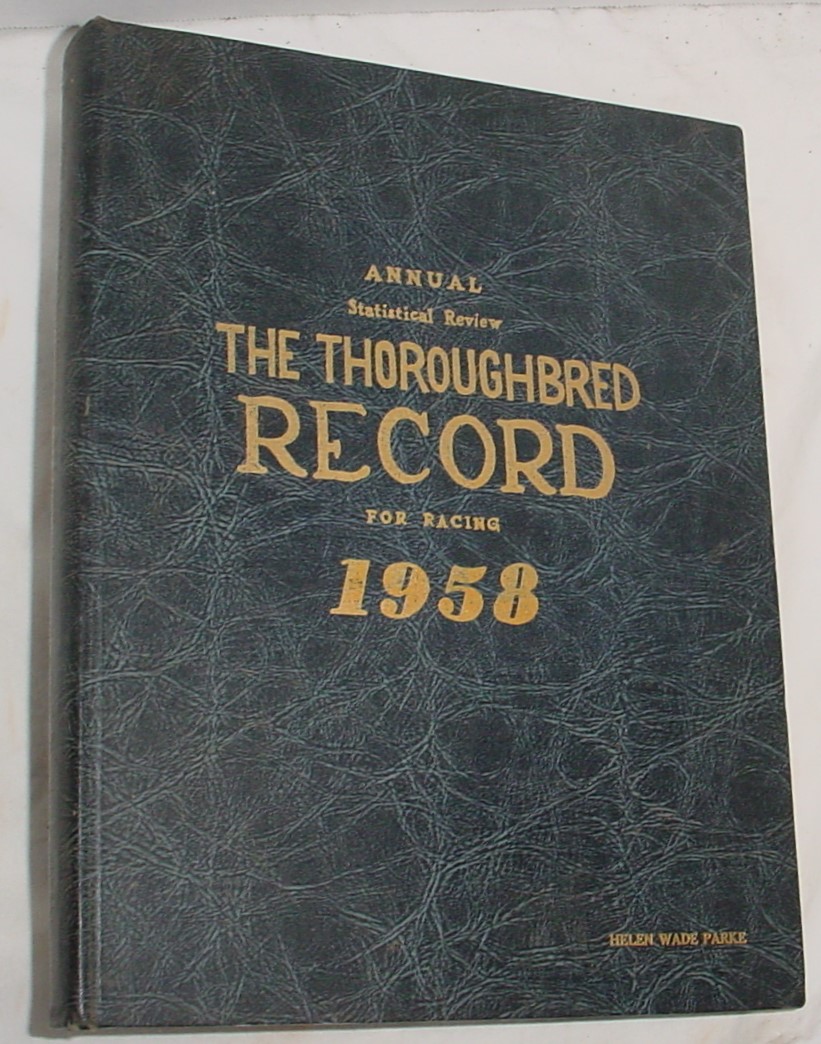 ANNUAL
Statistical Review
THE THOROUGHBRED
RECORD
FOR RACING
1958
HELEN WADE PARKE